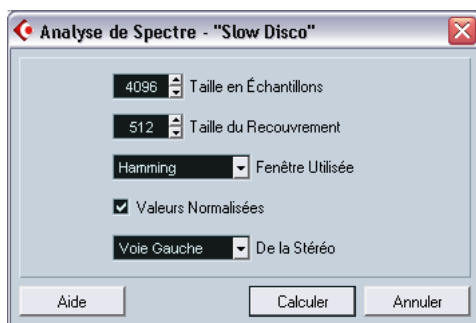 Analyse de Spectre - "Slow Disco"
4096 Taille en Échantillons
512 Taille du Recouvrement
Hamming Fenêtre Utilisée
Valeurs Normalisées
Voie Gauche De la Stéréo
Aide Calculer Annuler